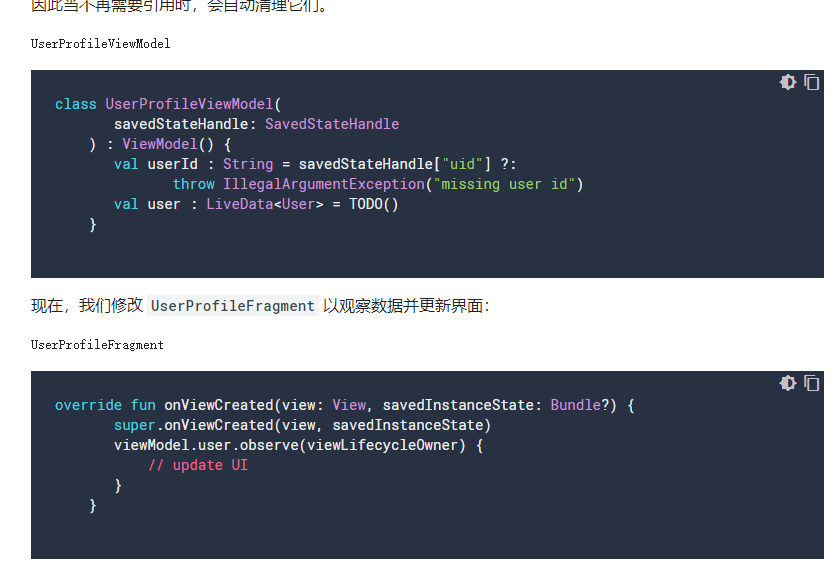 因此当不再需要引用时，会自动清理它们。
UserProfileViewModel
class UserProfileViewModel(
savedStateHandle: SavedStateHandle
) : ViewModel() {
val userId : String = savedStateHandle["uid"] ?:
throw IllegalArgumentException("missing user id")
val user : LiveData<User> = TODO()
}
现在，我们修改 UserProfileFragment 以观察数据并更新界面：
UserProfileFragment
override fun onViewCreated(view: View, savedInstanceState: Bundle?) {
super.onViewCreated(view, savedInstanceState)
viewModel.user.observe(viewLifecycleOwner) {
// update UI
}
}